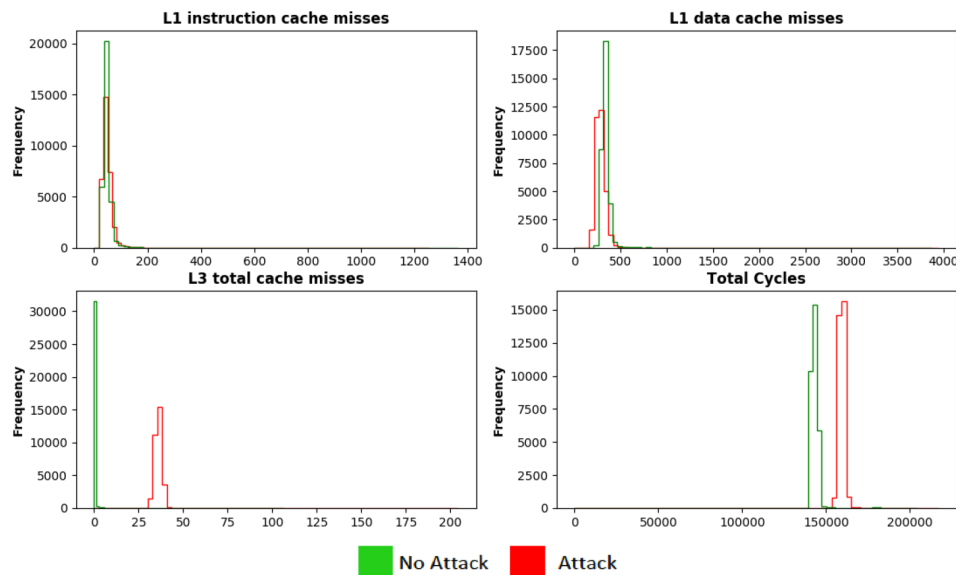 L1 instruction cache misses
Frequency
20000
15000
10000
5000
0
0 200 400 600 800 1000 1200 1400
L1 data cache misses
Frequency
17500
15000
12500
10000
7500
5000
2500
0
0 500 1000 1500 2000 2500 3000 3500 4000
L3 total cache misses
Frequency
30000
25000
20000
15000
10000
5000
0
0 25 50 75 100 125 150 175 200
Total Cycles
Frequency
15000
12500
10000
7500
5000
2500
0
0 50000 100000 150000 200000
No Attack Attack